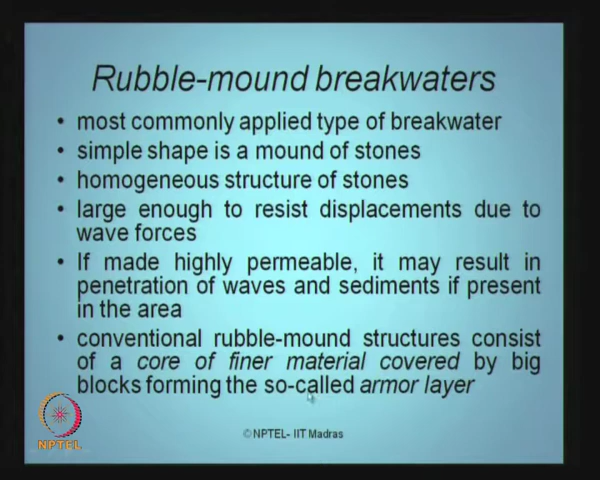 Rubble-mound breakwaters
• most commonly applied type of breakwater
• simple shape is a mound of stones
• homogeneous structure of stones
• large enough to resist displacements due to
wave forces
• If made highly permeable, it may result in
penetration of waves and sediments if present
in the area
• conventional rubble-mound structures consist
of a core of finer material covered by big
blocks forming the so-called armor layer
NPTEL
© NPTEL- IIT Madras